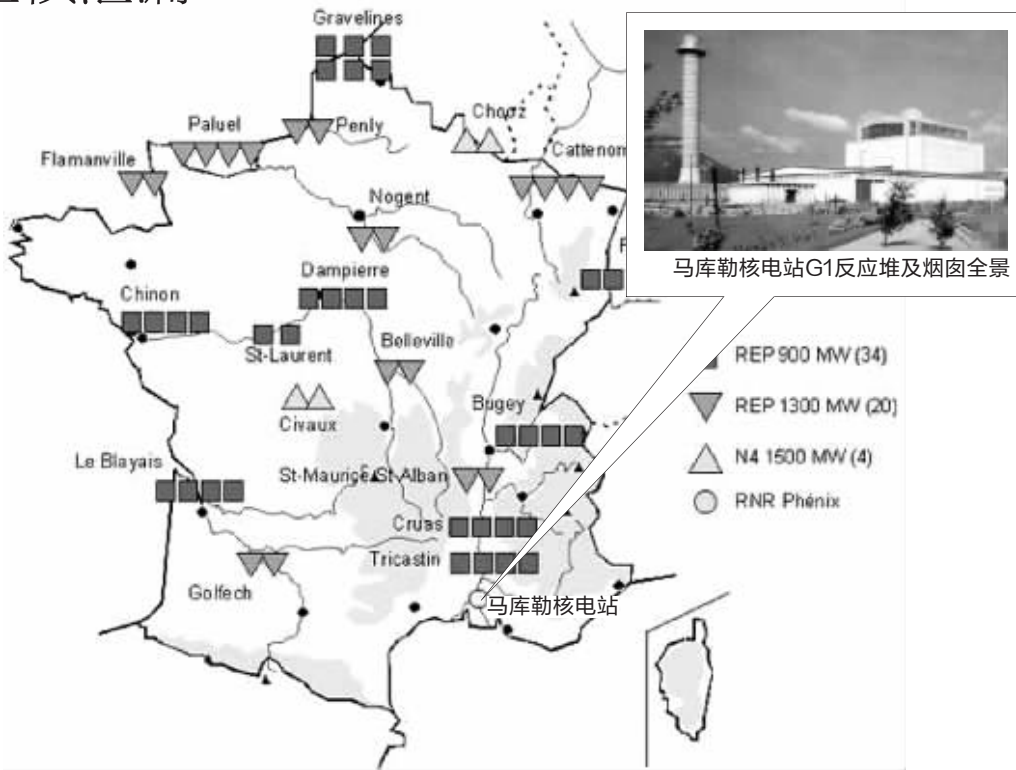 Gravelines
Chooz
Paluel
Penly
Cattenom
Flamanville
马库勒核电站G1反应堆及烟囱全景
Nogent
Dampierre
Chinon
St-Laurent
Belleville
REP 900 MW (34)
REP 1300 MW (20)
Civaux
Bugey
N4 1500 MW (4)
Le Blayais
St-Maurice/St-Alban
RNR Phénix
Cruas
Tricastin
Golfech
马库勒核电站